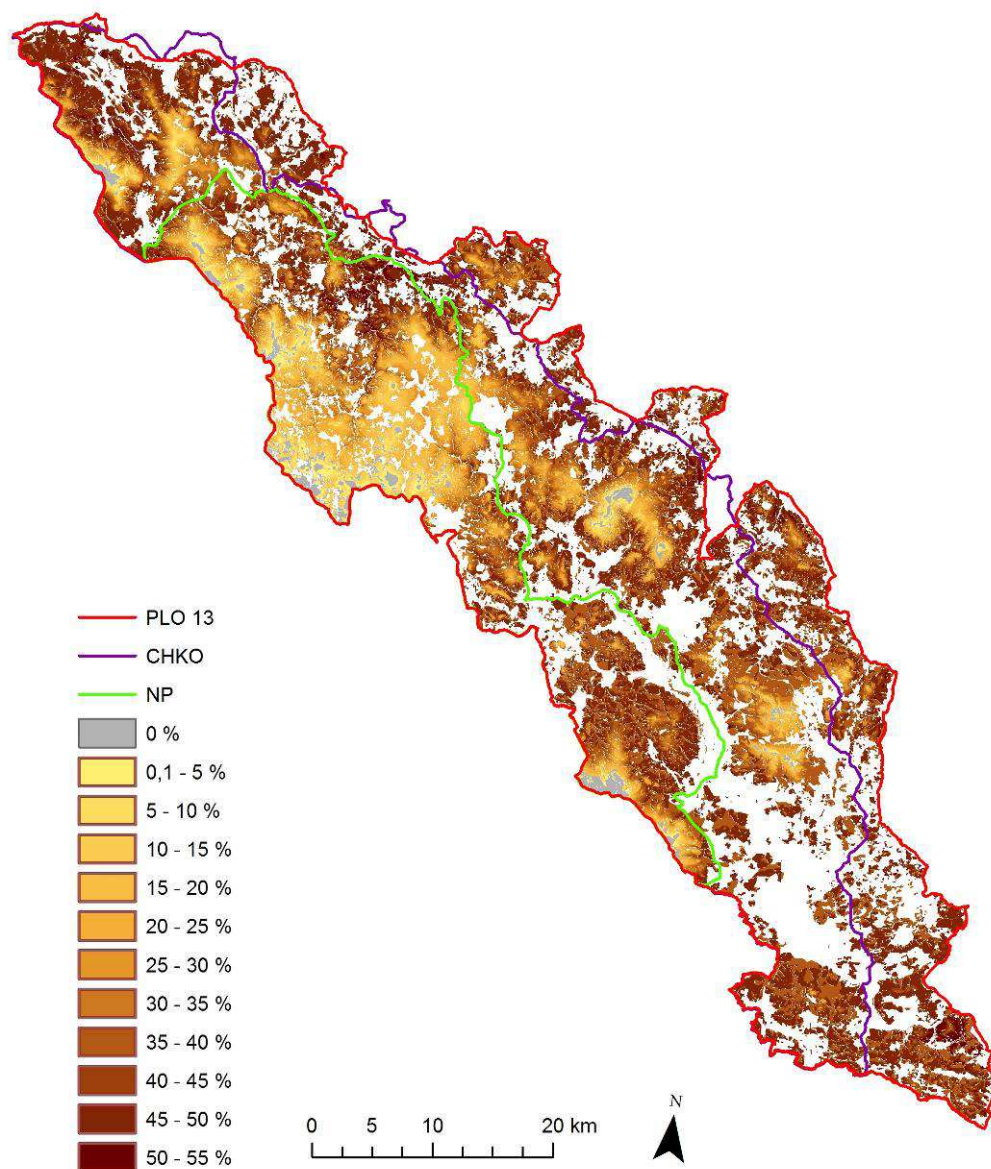 PLO 13
CHKO
NP
0 %
0,1 - 5 %
5 - 10 %
10 - 15 %
15 - 20 %
20 - 25 %
25 - 30 %
30 - 35 %
35 - 40 %
40 - 45 %
45 - 50 %
50 - 55 %
0 5 10 20 km
N